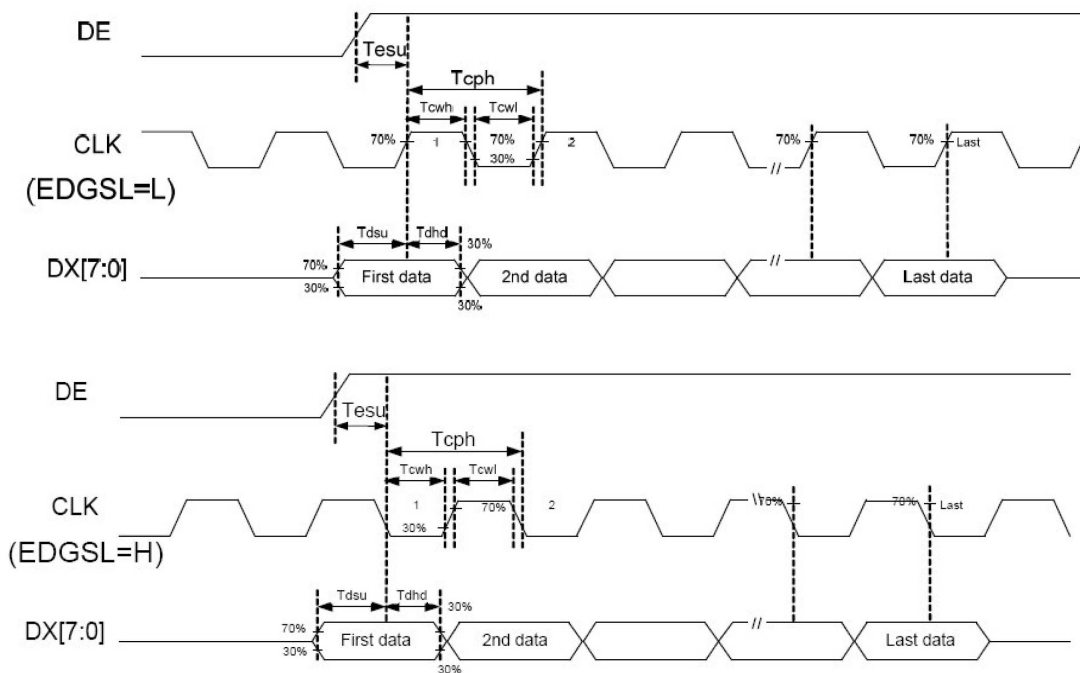 DE
Tesu
Tcph
Tcwh
Tcwl
CLK
70%
1
70%
2
70%
70%
Last
30%
(EDGSL=L)
//
Tdsu
Tdhd
30%
DX[7:0]
70%
First data
2nd data
//
Last data
30%
30%
DE
Tesu
Tcph
Tcwh
Tcwl
CLK
1
70%
2
\\
70%
70%
Last
30%
(EDGSL=H)
Tdsu
Tdhd
30%
DX[7:0]
70%
First data
2nd data
//
Last data
30%
30%